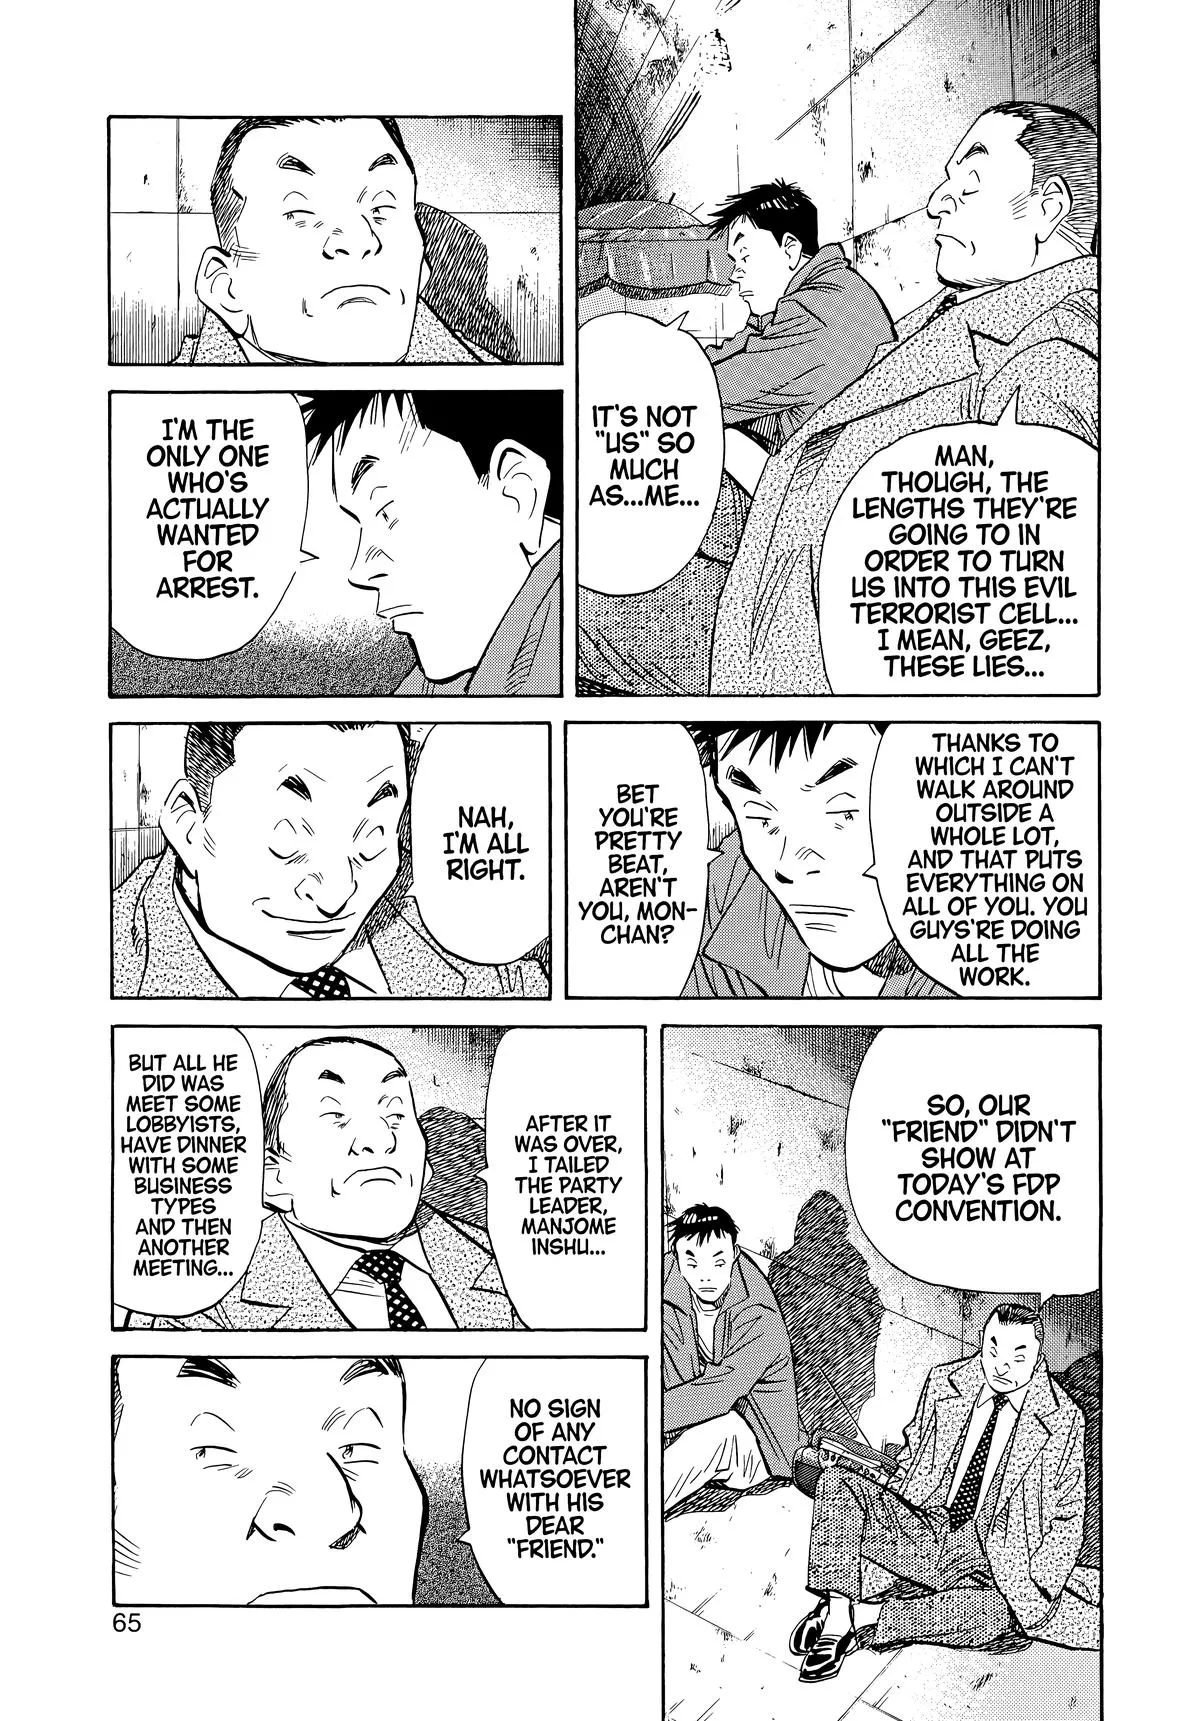 MAN,
THOUGH, THE
LENGTHS THEY'RE
GOING TO IN
ORDER TO TURN
US INTO THIS EVIL
TERRORIST CELL...
I MEAN, GEEZ,
THESE LIES...
IT'S NOT
"US" SO
MUCH
AS...ME...
I'M THE
ONLY ONE
WHO'S
ACTUALLY
WANTED
FOR
ARREST.
THANKS TO
WHICH I CAN'T
WALK AROUND
OUTSIDE A
WHOLE LOT,
AND THAT PUTS
EVERYTHING ON
ALL OF YOU. YOU
GUYS'RE DOING
ALL THE
WORK.
BET
YOU'RE
PRETTY
BEAT,
AREN'T
YOU, MON-
CHAN?
NAH,
I'M ALL
RIGHT.
SO, OUR
"FRIEND" DIDN'T
SHOW AT
TODAY'S FDP
CONVENTION.
AFTER IT
WAS OVER,
I TAILED
THE PARTY
LEADER,
MANJOME
INSHU...
BUT ALL HE
DID WAS
MEET SOME
LOBBYISTS,
HAVE DINNER
WITH SOME
BUSINESS
TYPES
AND THEN
ANOTHER
MEETING...
NO SIGN
OF ANY
CONTACT
WHATSOEVER
WITH HIS
DEAR
"FRIEND."
65